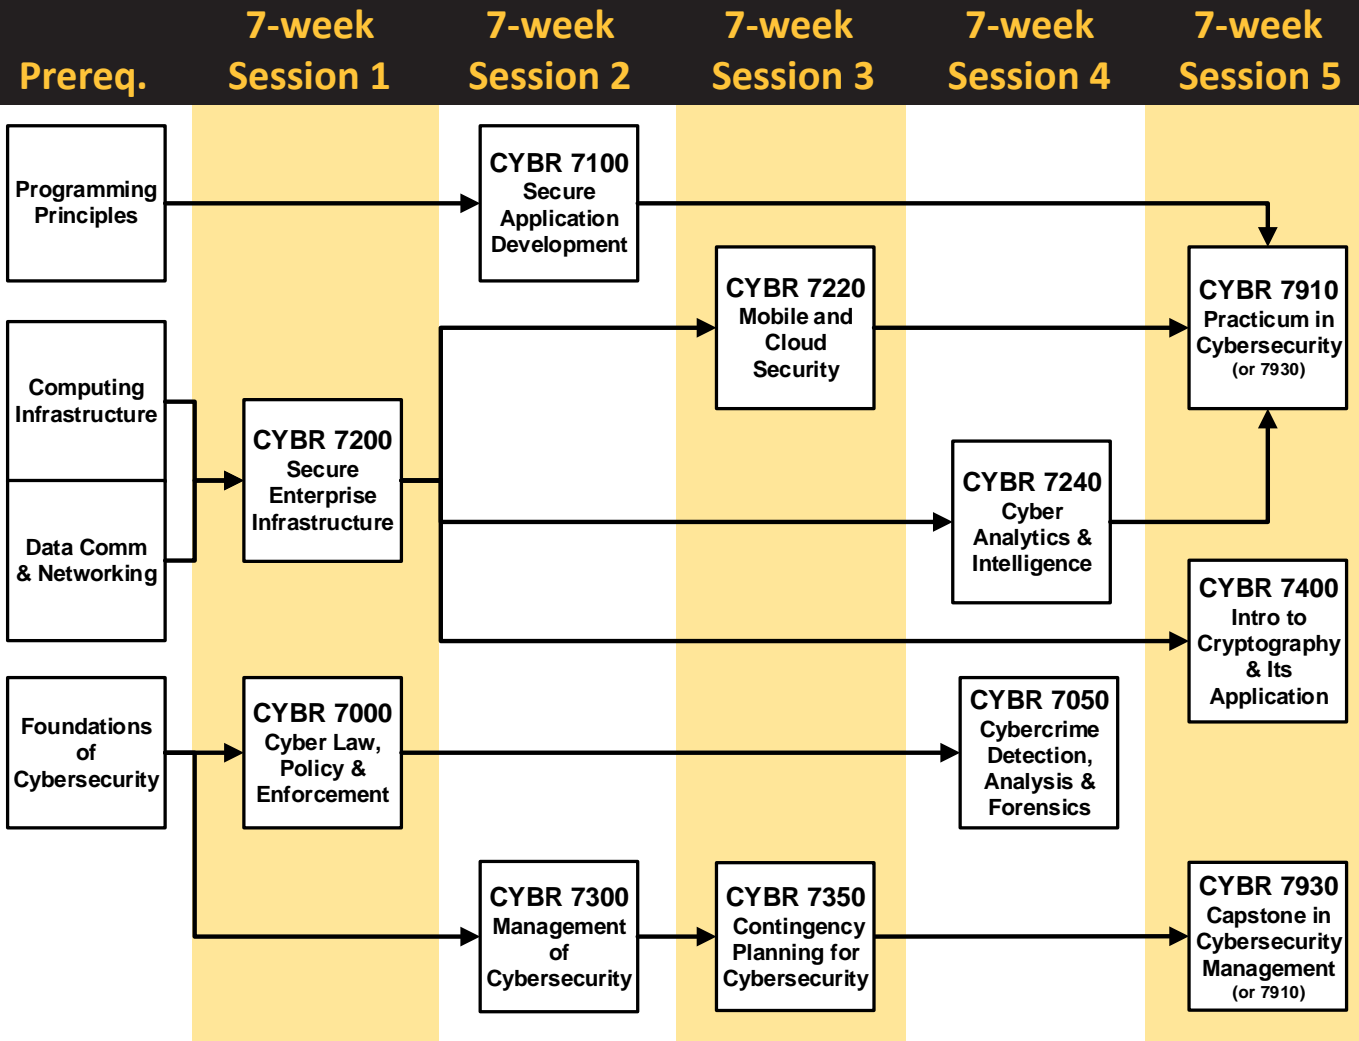 Prereq.
7-week
Session 1
7-week
Session 2
7-week
Session 3
7-week
Session 4
7-week
Session 5
Programming
Principles
CYBR 7100
Secure
Application
Development
CYBR 7220
Mobile and
Cloud
Security
CYBR 7910
Practicum in
Cybersecurity
(or 7930)
Computing
Infrastructure
Data Comm
& Networking
CYBR 7200
Secure
Enterprise
Infrastructure
CYBR 7240
Cyber
Analytics &
Intelligence
CYBR 7400
Intro to
Cryptography
& Its
Application
Foundations
of
Cybersecurity
CYBR 7000
Cyber Law,
Policy &
Enforcement
CYBR 7050
Cybercrime
Detection,
Analysis &
Forensics
CYBR 7300
Management
of
Cybersecurity
CYBR 7350
Contingency
Planning for
Cybersecurity
CYBR 7930
Capstone in
Cybersecurity
Management
(or 7910)